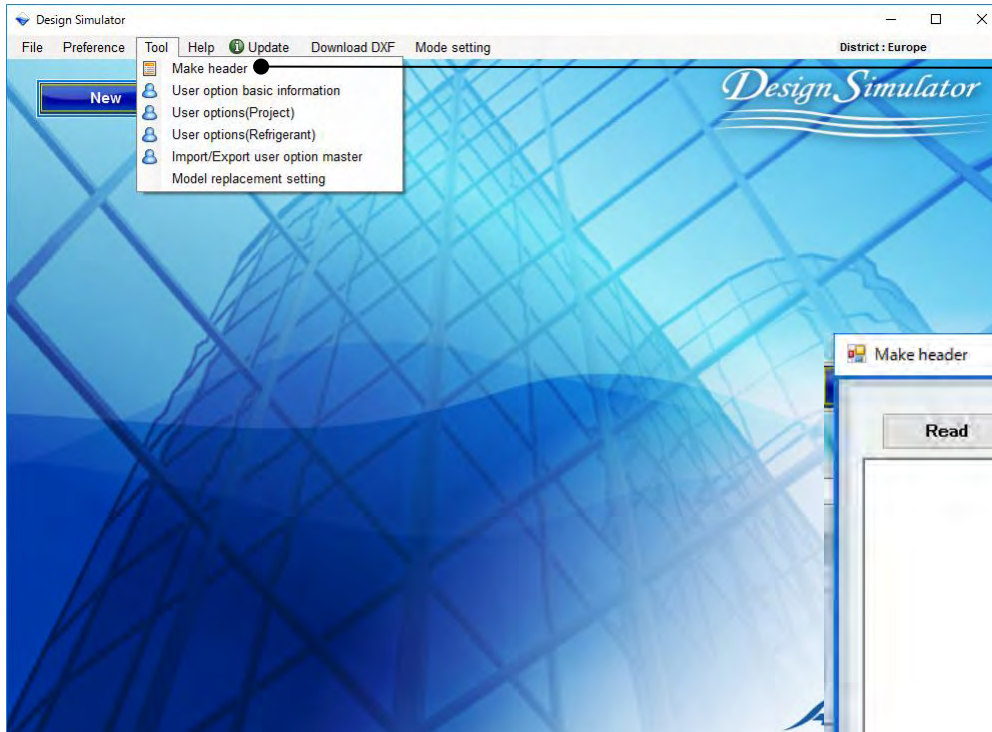 Design Simulator
File Preference Tool Help Update Download DXF Mode setting District : Europe
Make header
New
User option basic information
User options(Project)
User options(Refrigerant)
Import/Export user option master
Model replacement setting
Design Simulator
Make header
Read